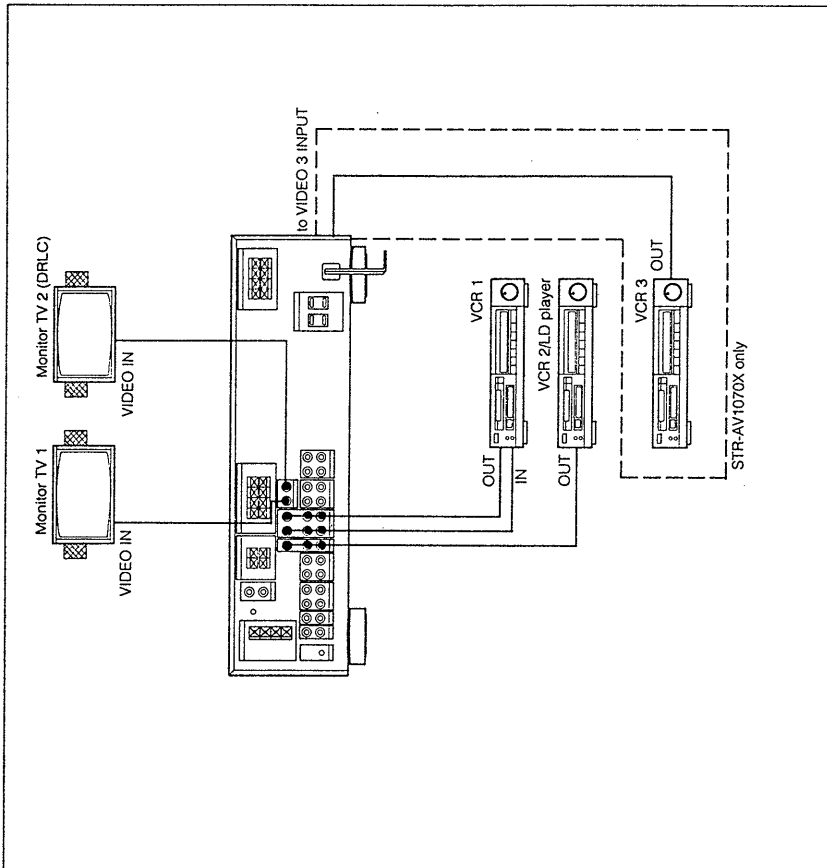 Monitor TV 1
Monitor TV 2 (DRLC)
VIDEO IN
VIDEO IN
to VIDEO 3 INPUT
OUT
IN
VCR 1
OUT
VCR 2/LD player
VCR 3
OUT
STR-AV1070X only